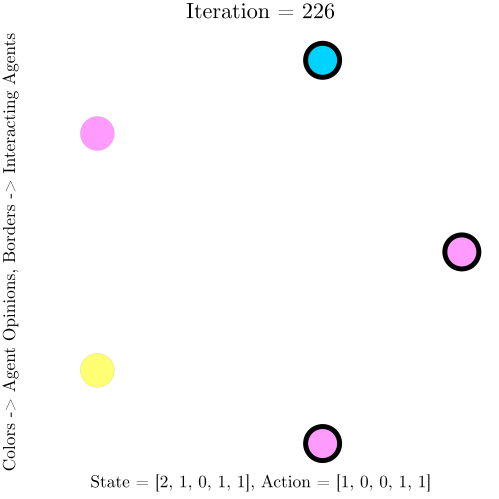 Iteration = 226
Colors -> Agent Opinions, Borders -> Interacting Agents
State = [2, 1, 0, 1, 1], Action = [1, 0, 0, 1, 1]